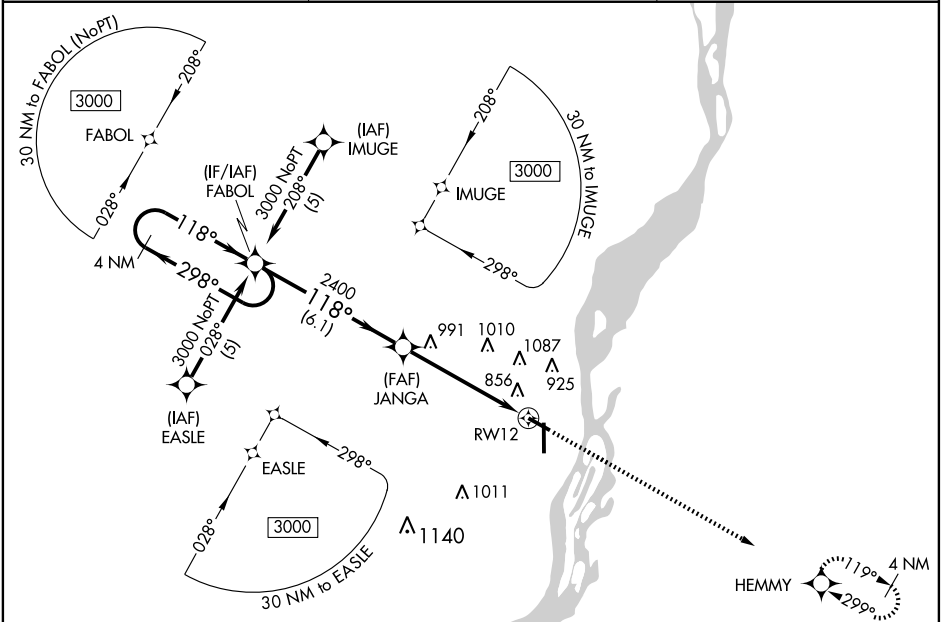 30 NM to FABOL (NoPT)
208°
3000
FABOL
028°
(IAF)
IMUGE
3000 NoPT
208°
(5)
(IF/IAF)
FABOL
118°
4 NM
298°
3000 NoPT
028°
(5)
(IAF)
EASLE
208°
30 NM to IMUGE
3000
IMUGE
298°
2400
118°
(6.1)
(FAF)
JANGA
991
1010
1087
925
856
RW12
1011
1140
EASLE
298°
028°
3000
30 NM to EASLE
HEMMY
119°
4 NM
299°